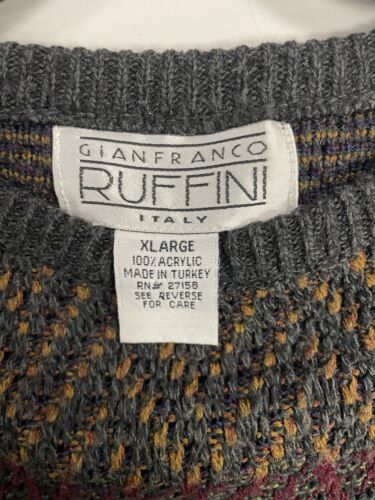 GIANFRANCO
RUFFINI
ITALY
XLARGE
100% ACRYLIC
MADE IN TURKEY
RN# 27158
SEE REVERSE
FOR CARE